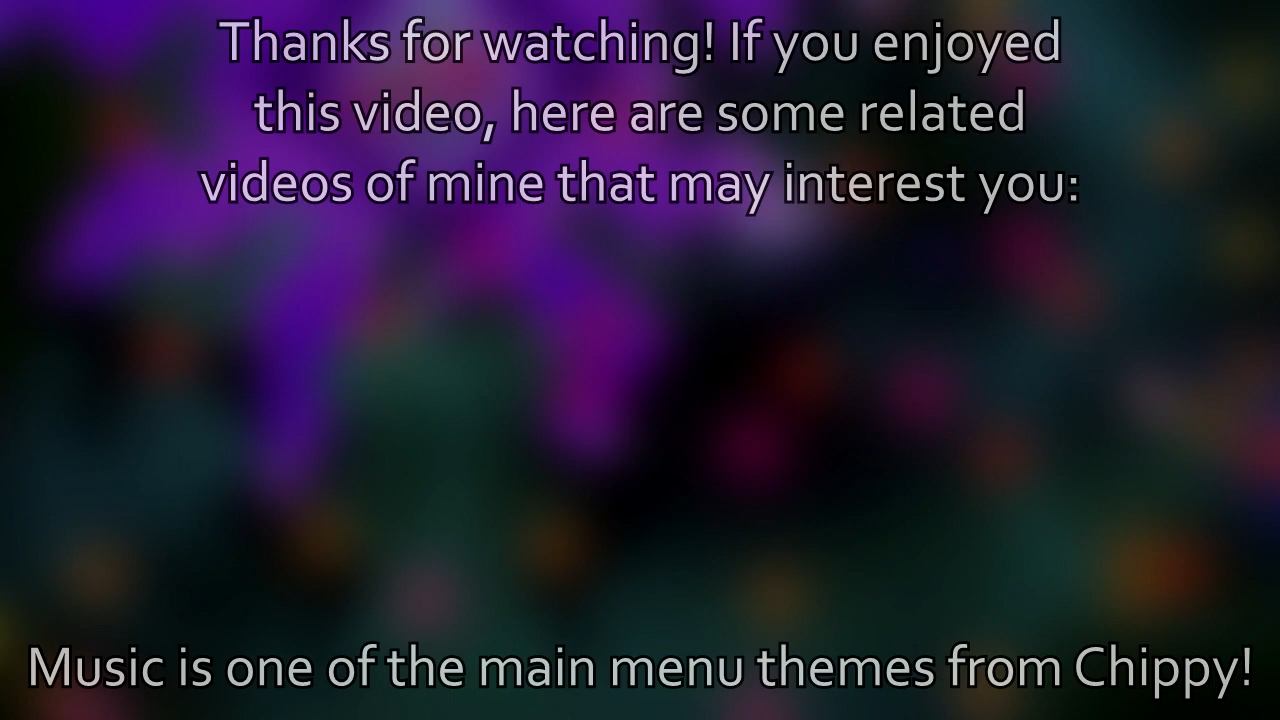 Thanks for watching! If you enjoyed
this video, here are some related
videos of mine that may interest you:
Music is one of the main menu themes from Chippy!